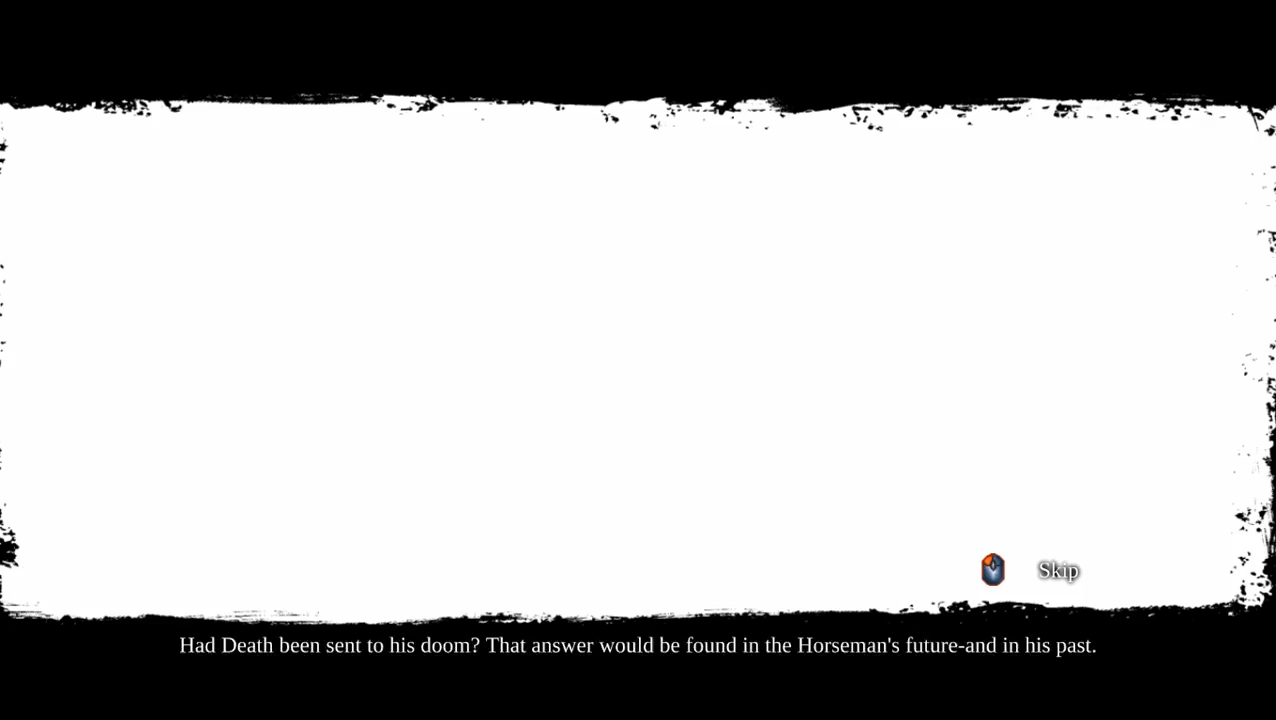 Skip
Had Death been sent to his doom? That answer would be found in the Horseman's future-and in his past.